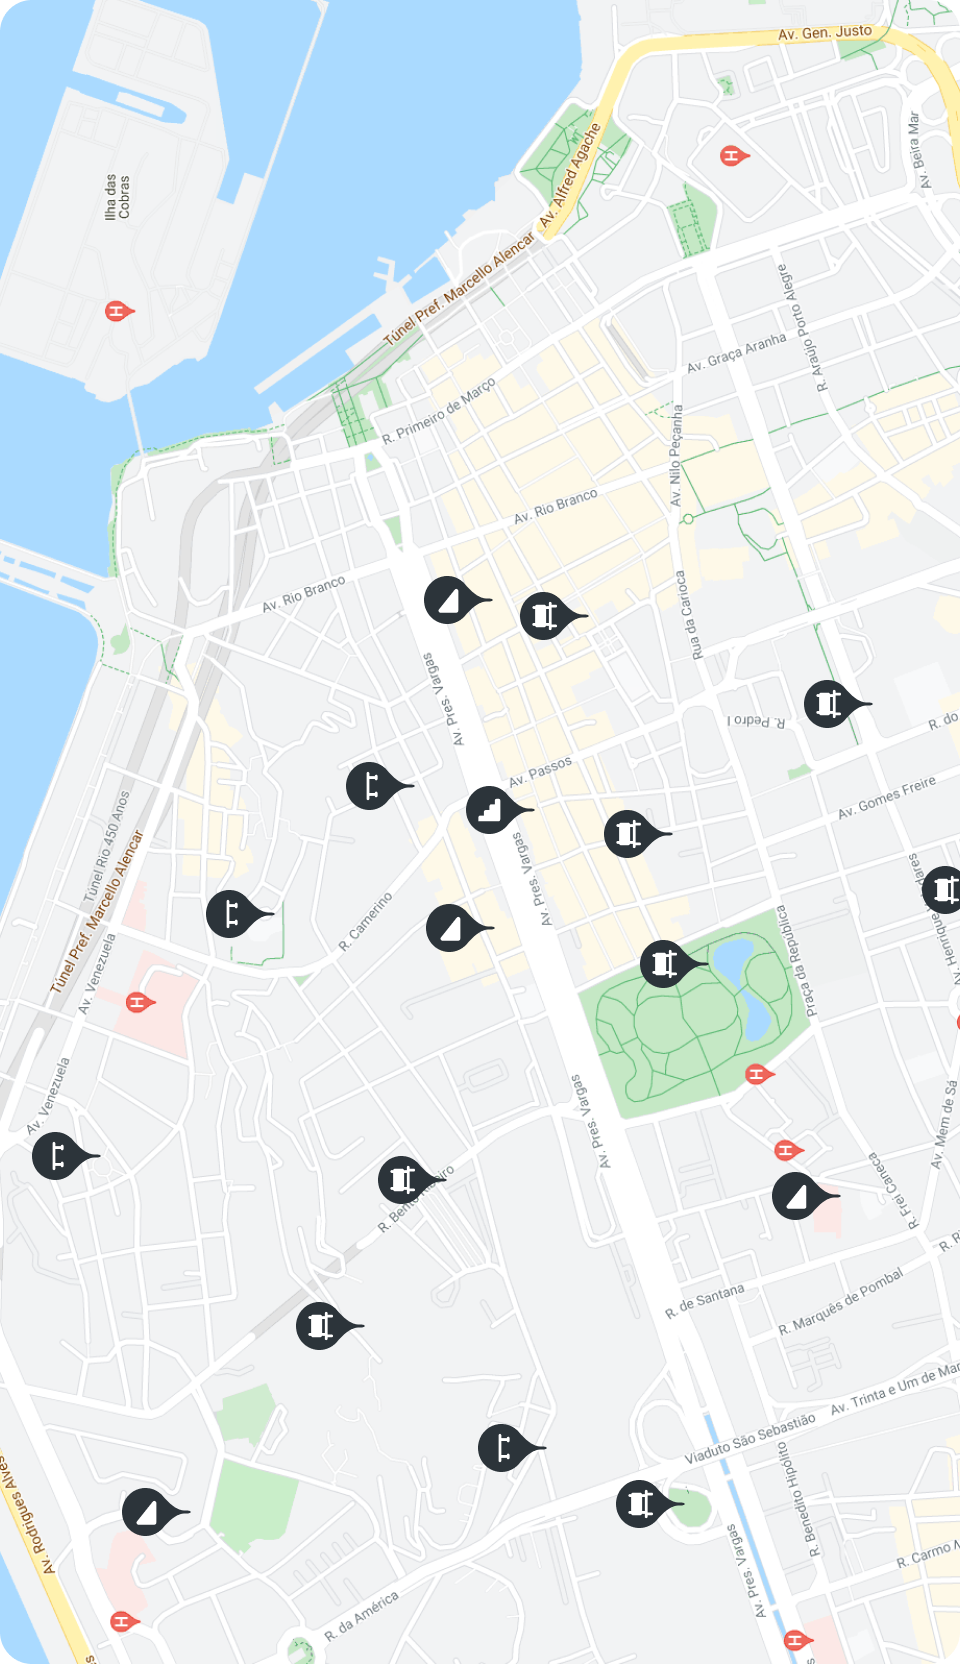 Av. Gen. Justo
Av. Alfred Agache
Av. Beira Mar
Ilha das
Cobras
Túnel Pref. Marcello Alencar
R. Araújo Porto Alegre
Av. Graça Aranha
R. Primeiro de Março
Av. Nilo Peçanha
Av. Rio Branco
Av. Rio Branco
Rua da Carioca
Av. Pres. Vargas
R. Pedro I
R. do
Av. Passos
Av. Gomes Freire
Túnel Rio 450 Anos
Túnel Pref. Marcello Alencar
Av. Pres. Vargas
R. Camerino
Av. Henrique
Praça da República
Av. Venezuela
Av. Venezuela
Av. Pres. Vargas
Av. Mem de Sá
R. Frei Caneca
R. Bento Ribeiro
R. de Santana
R. Marquês de Pombal
Av. Trinta e Um de Mar
Viaduto São Sebastião
R. Benedito Hipólito
Av. Rodrigues Alves
Av. Pres. Vargas
R. Carmo
R. da América
H
H
H
H
H
H
H